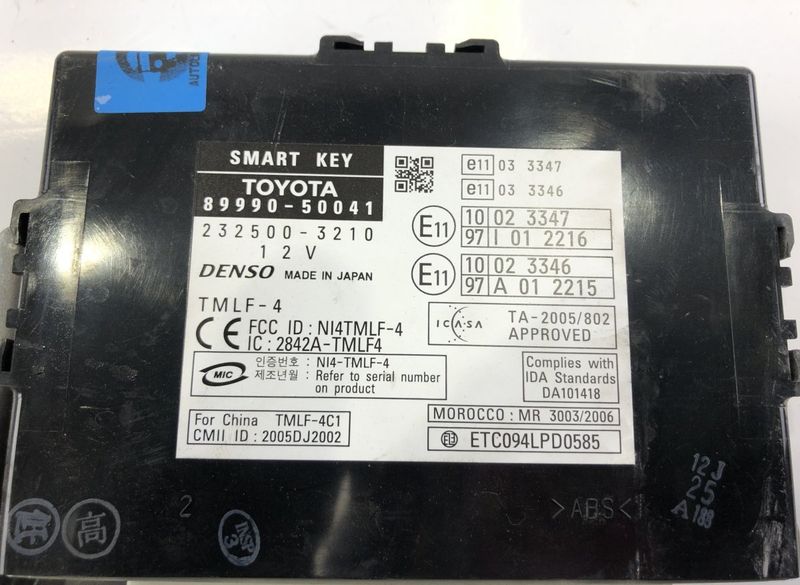 AUTOU
SMART KEY
TOYOTA
89990-50041
232500-3210
12V
DENSO MADE IN JAPAN
TMLF-4
CE FCC ID : NI4TMLF-4
IC : 2842A-TMLF4
MIC 인증번호 : NI4-TMLF-4
제조년월 : Refer to serial number
on product
For China TMLF-4C1
CMII ID : 2005DJ2002
e11 03 3347
e11 03 3346
E11 10 02 3347
97 I 01 2216
E11 10 02 3346
97 A 01 2215
ICASA TA-2005/802
APPROVED
Complies with
IDA Standards
DA101418
MOROCCO : MR 3003/2006
ETC094LPD0585
12J
25
A 188
高
2
>ABS<